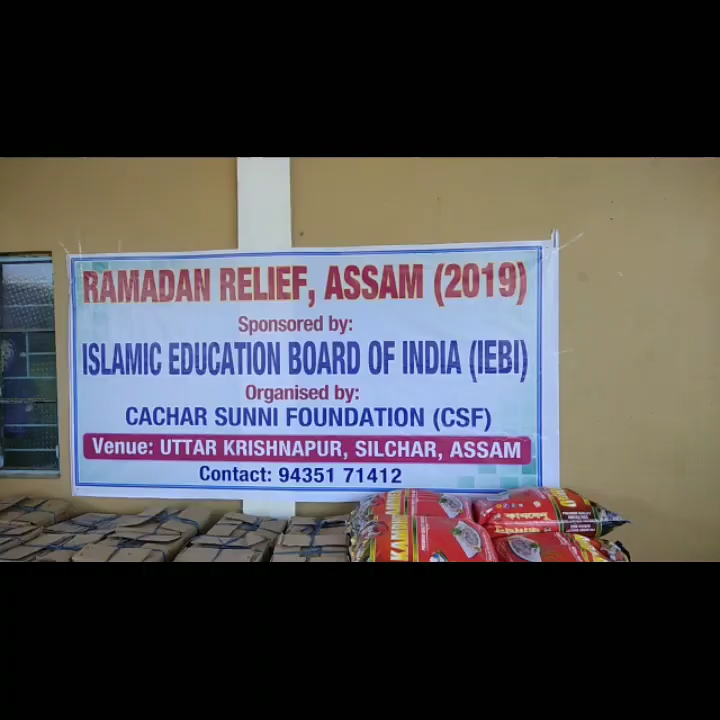 RAMADAN RELIEF, ASSAM (2019)
Sponsored by:
ISLAMIC EDUCATION BOARD OF INDIA (IEBI)
Organised by:
CACHAR SUNNI FOUNDATION (CSF)
Venue: UTTAR KRISHNAPUR, SILCHAR, ASSAM
Contact: 94351 71412